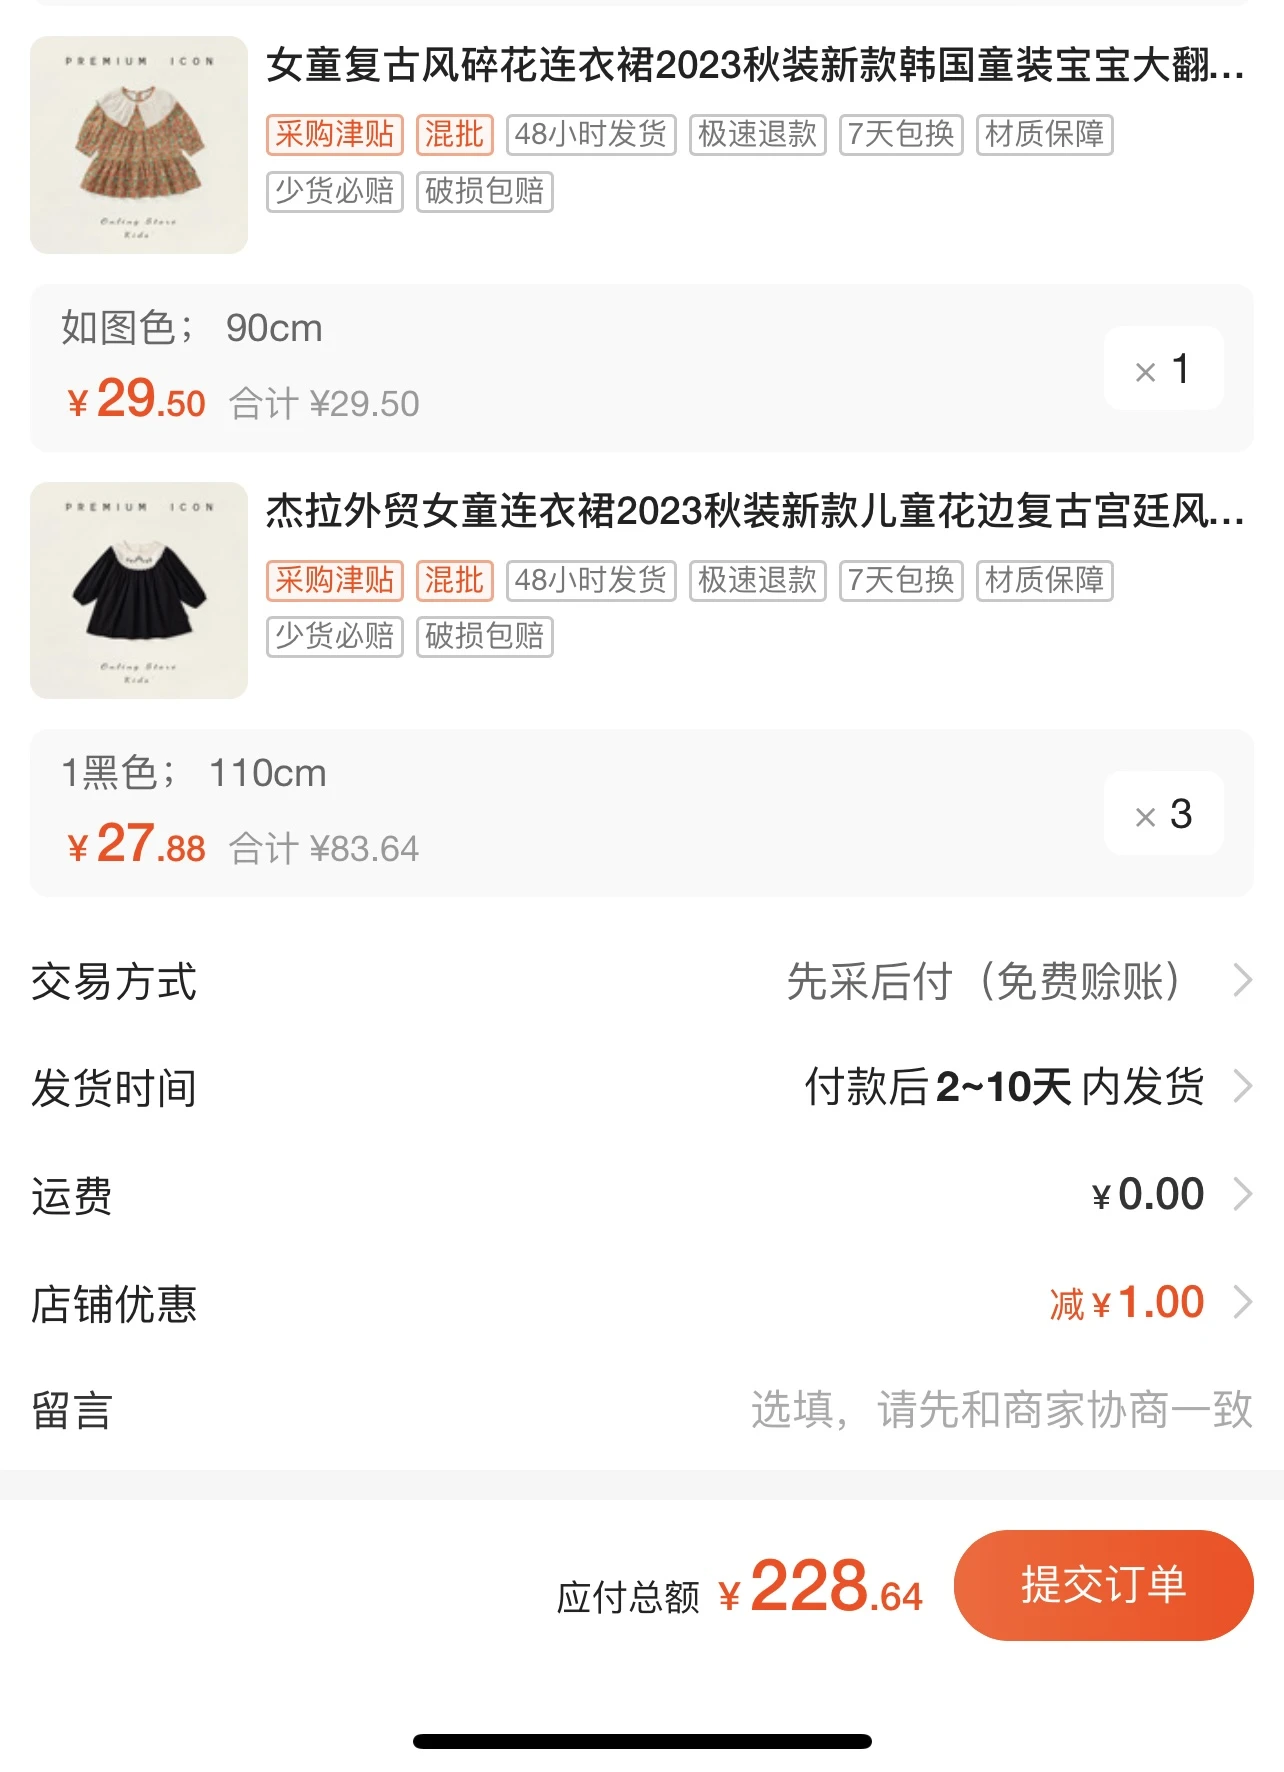 PREMIUM ICON
女童复古风碎花连衣裙2023秋装新款韩国童装宝宝大翻...
采购津贴 混批 48小时发货 极速退款 7天包换 材质保障
少货必赔 破损包赔
Online Store
Kids
如图色； 90cm
¥29.50 合计 ¥29.50
× 1
PREMIUM ICON
杰拉外贸女童连衣裙2023秋装新款儿童花边复古宫廷风...
采购津贴 混批 48小时发货 极速退款 7天包换 材质保障
少货必赔 破损包赔
Online Store
Kids
1黑色； 110cm
¥27.88 合计 ¥83.64
× 3
交易方式 先采后付（免费赊账）
发货时间 付款后 2~10天 内发货
运费 ¥0.00
店铺优惠 减¥1.00
留言 选填，请先和商家协商一致
应付总额 ¥228.64 提交订单